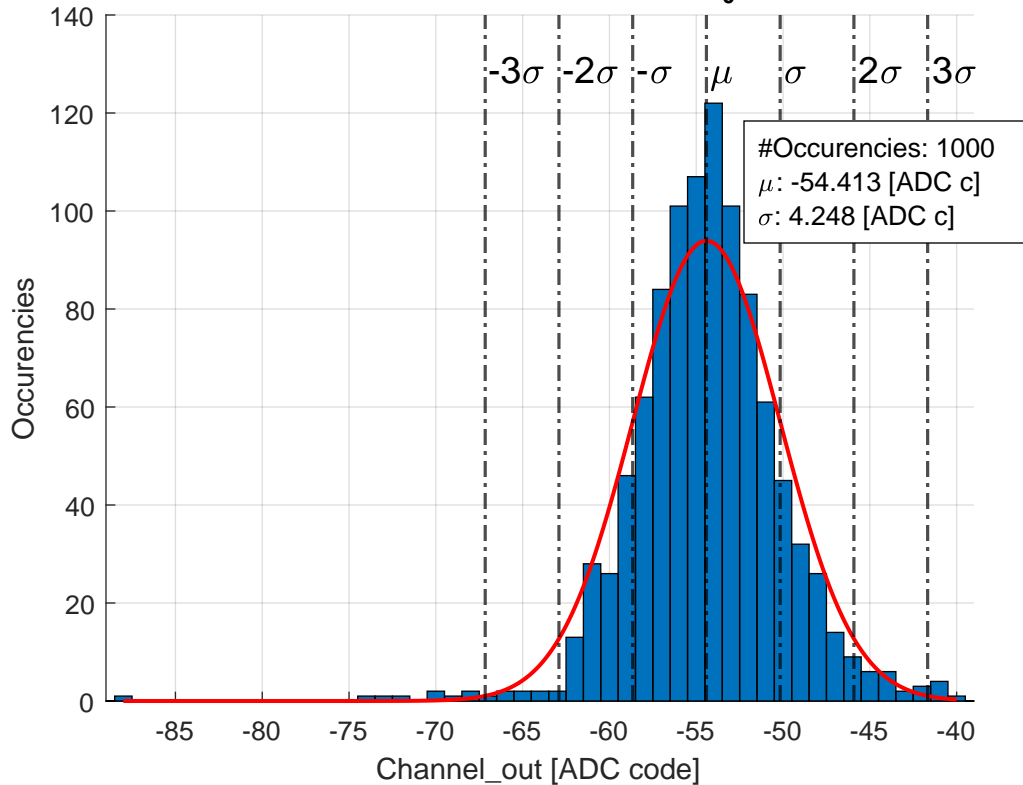 140
120
100
80
60
40
20
0
Occurencies
-3σ -2σ -σ μ σ 2σ 3σ
#Occurencies: 1000
μ: -54.413 [ADC c]
σ: 4.248 [ADC c]
-85 -80 -75 -70 -65 -60 -55 -50 -45 -40
Channel_out [ADC code]